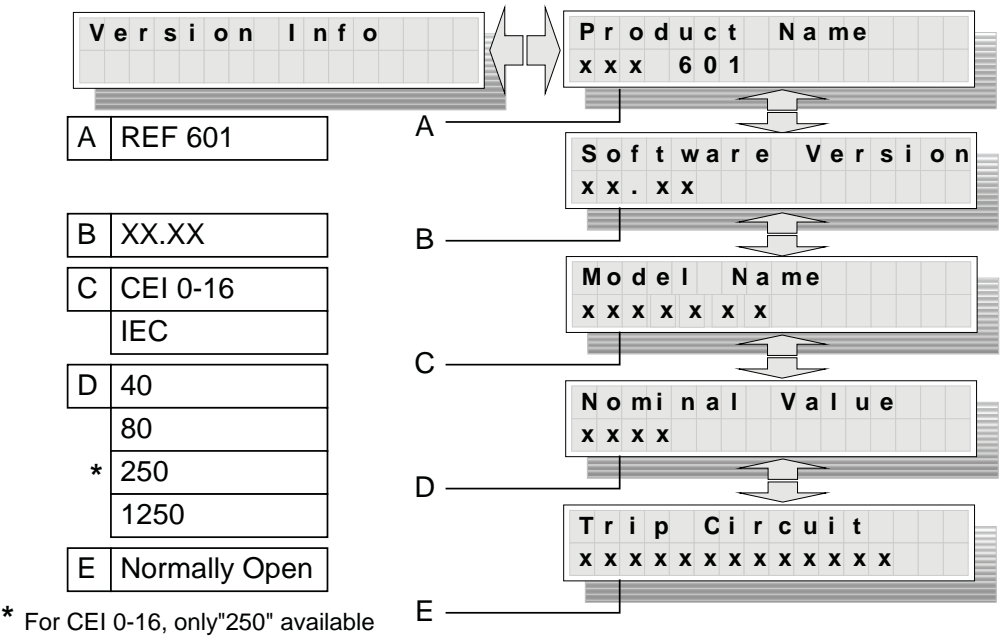 Version Info
Product Name
xxx 601
A
A REF 601
Software Version
xx.xx
B
B XX.XX
Model Name
xxxxxxx
C
C CEI 0-16
IEC
Nominal Value
xxxx
D
D 40
80
* 250
1250
Trip Circuit
xxxxxxxxxxxxx
E
E Normally Open
* For CEI 0-16, only"250" available